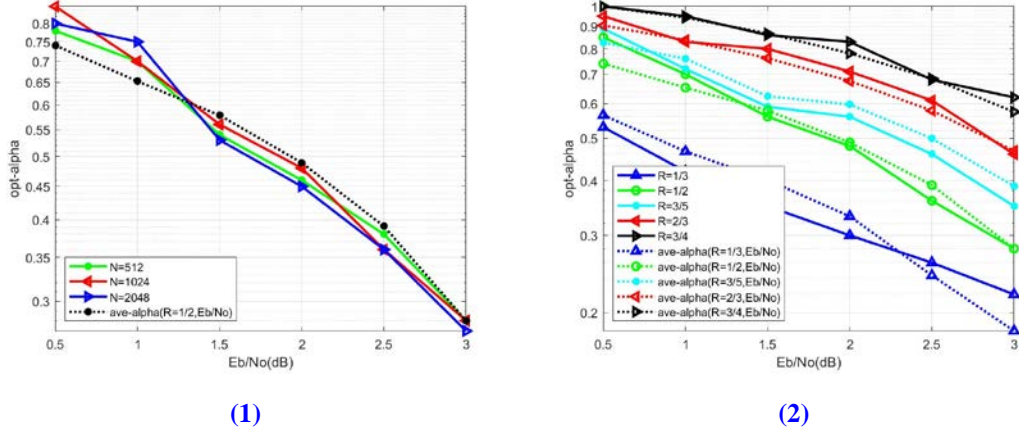 opt-alpha
0.8
0.75
0.7
0.65
0.6
0.55
0.5
0.45
0.4
0.35
0.3
N=512
N=1024
N=2048
ave-alpha(R=1/2,Eb/No)
0.5 1 1.5 2 2.5 3
Eb/No(dB)
(1)
opt-alpha
1
0.9
0.8
0.7
0.6
0.5
0.4
0.3
0.2
R=1/3
R=1/2
R=3/5
R=2/3
R=3/4
ave-alpha(R=1/3,Eb/No)
ave-alpha(R=1/2,Eb/No)
ave-alpha(R=3/5,Eb/No)
ave-alpha(R=2/3,Eb/No)
ave-alpha(R=3/4,Eb/No)
0.5 1 1.5 2 2.5 3
Eb/No(dB)
(2)